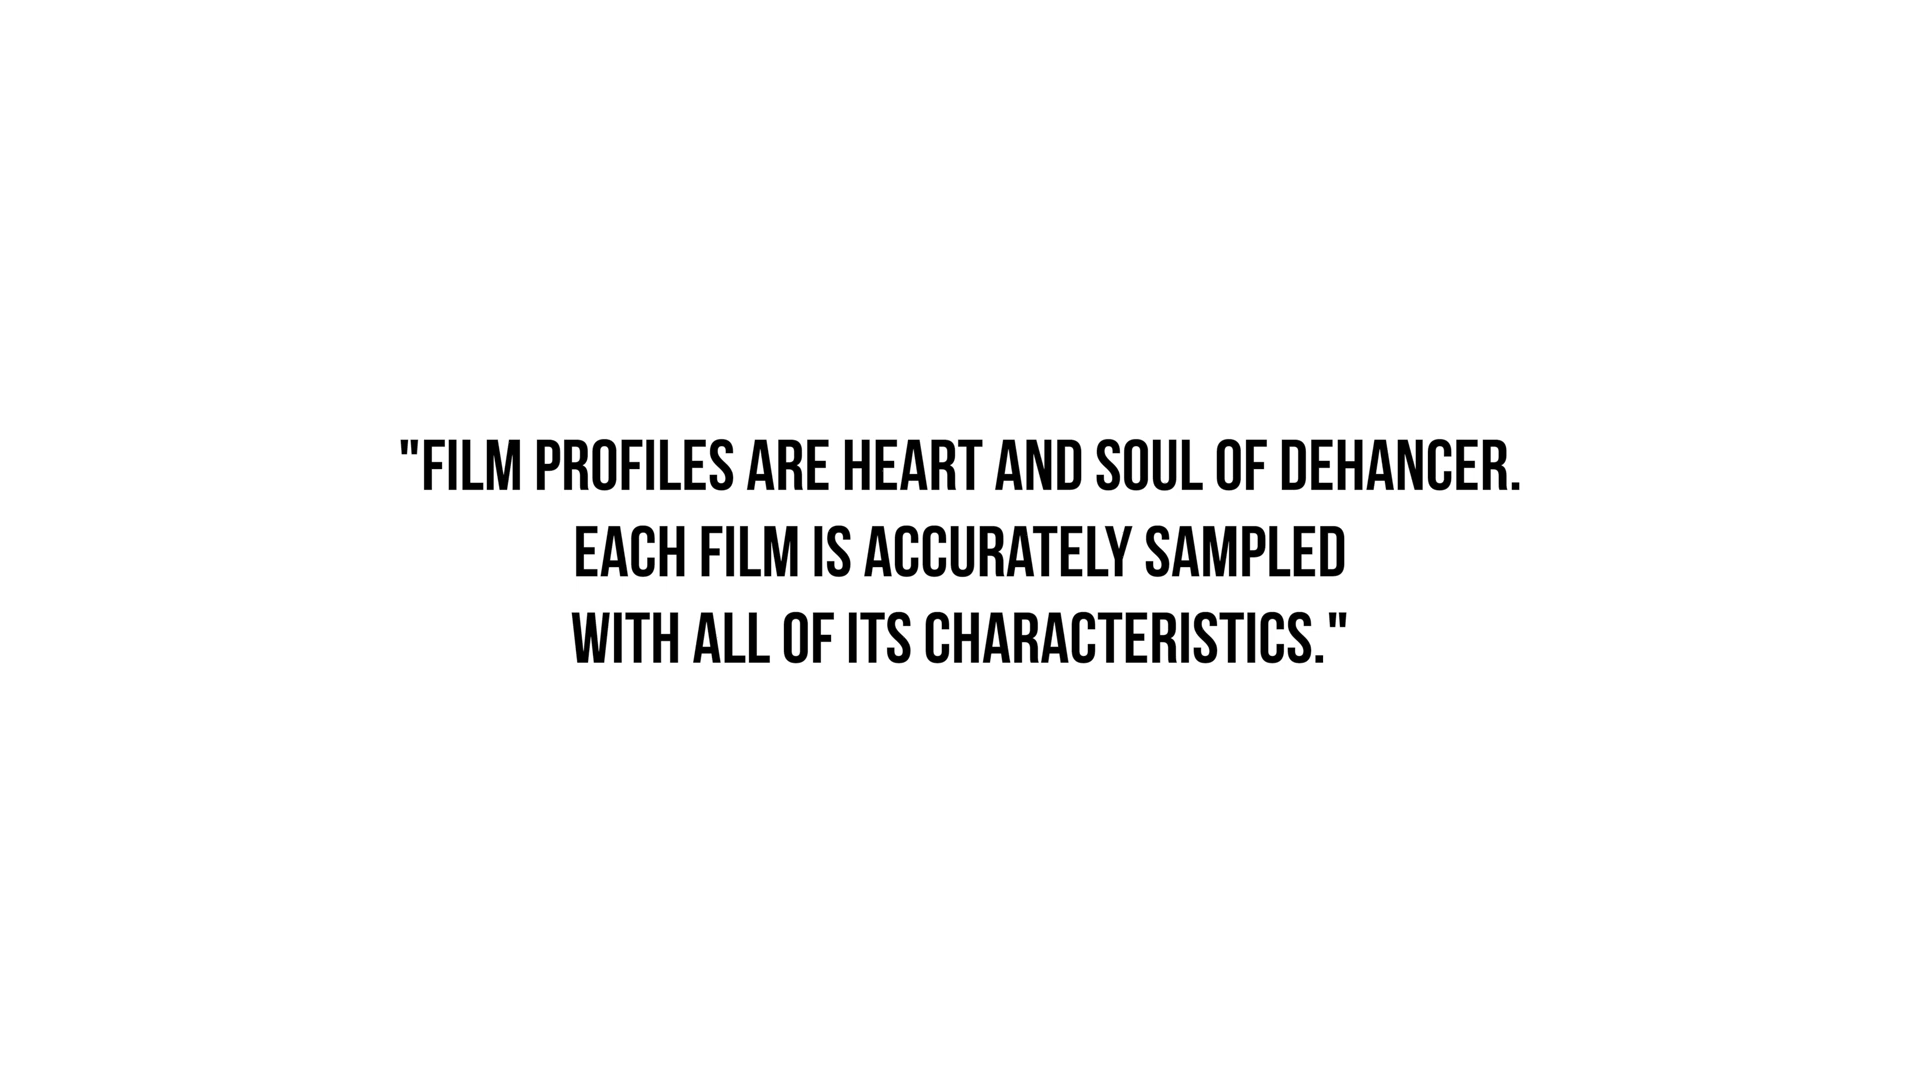 "FILM PROFILES ARE HEART AND SOUL OF DEHANCER.
EACH FILM IS ACCURATELY SAMPLED
WITH ALL OF ITS CHARACTERISTICS."